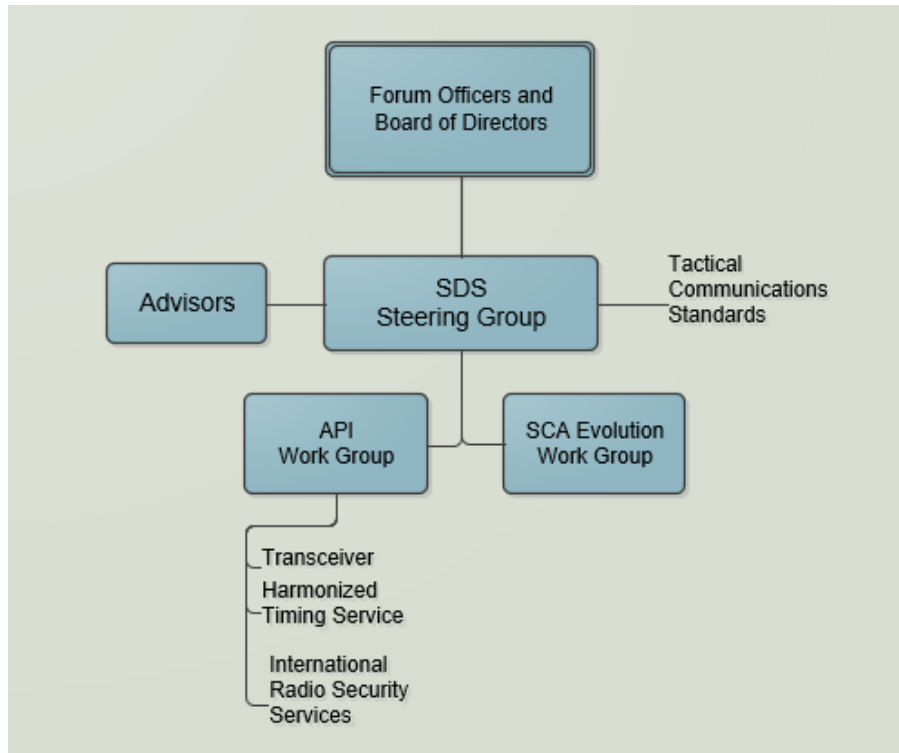 Forum Officers and
Board of Directors
Advisors
SDS
Steering Group
Tactical
Communications
Standards
API
Work Group
SCA Evolution
Work Group
Transceiver
Harmonized
Timing Service
International
Radio Security
Services